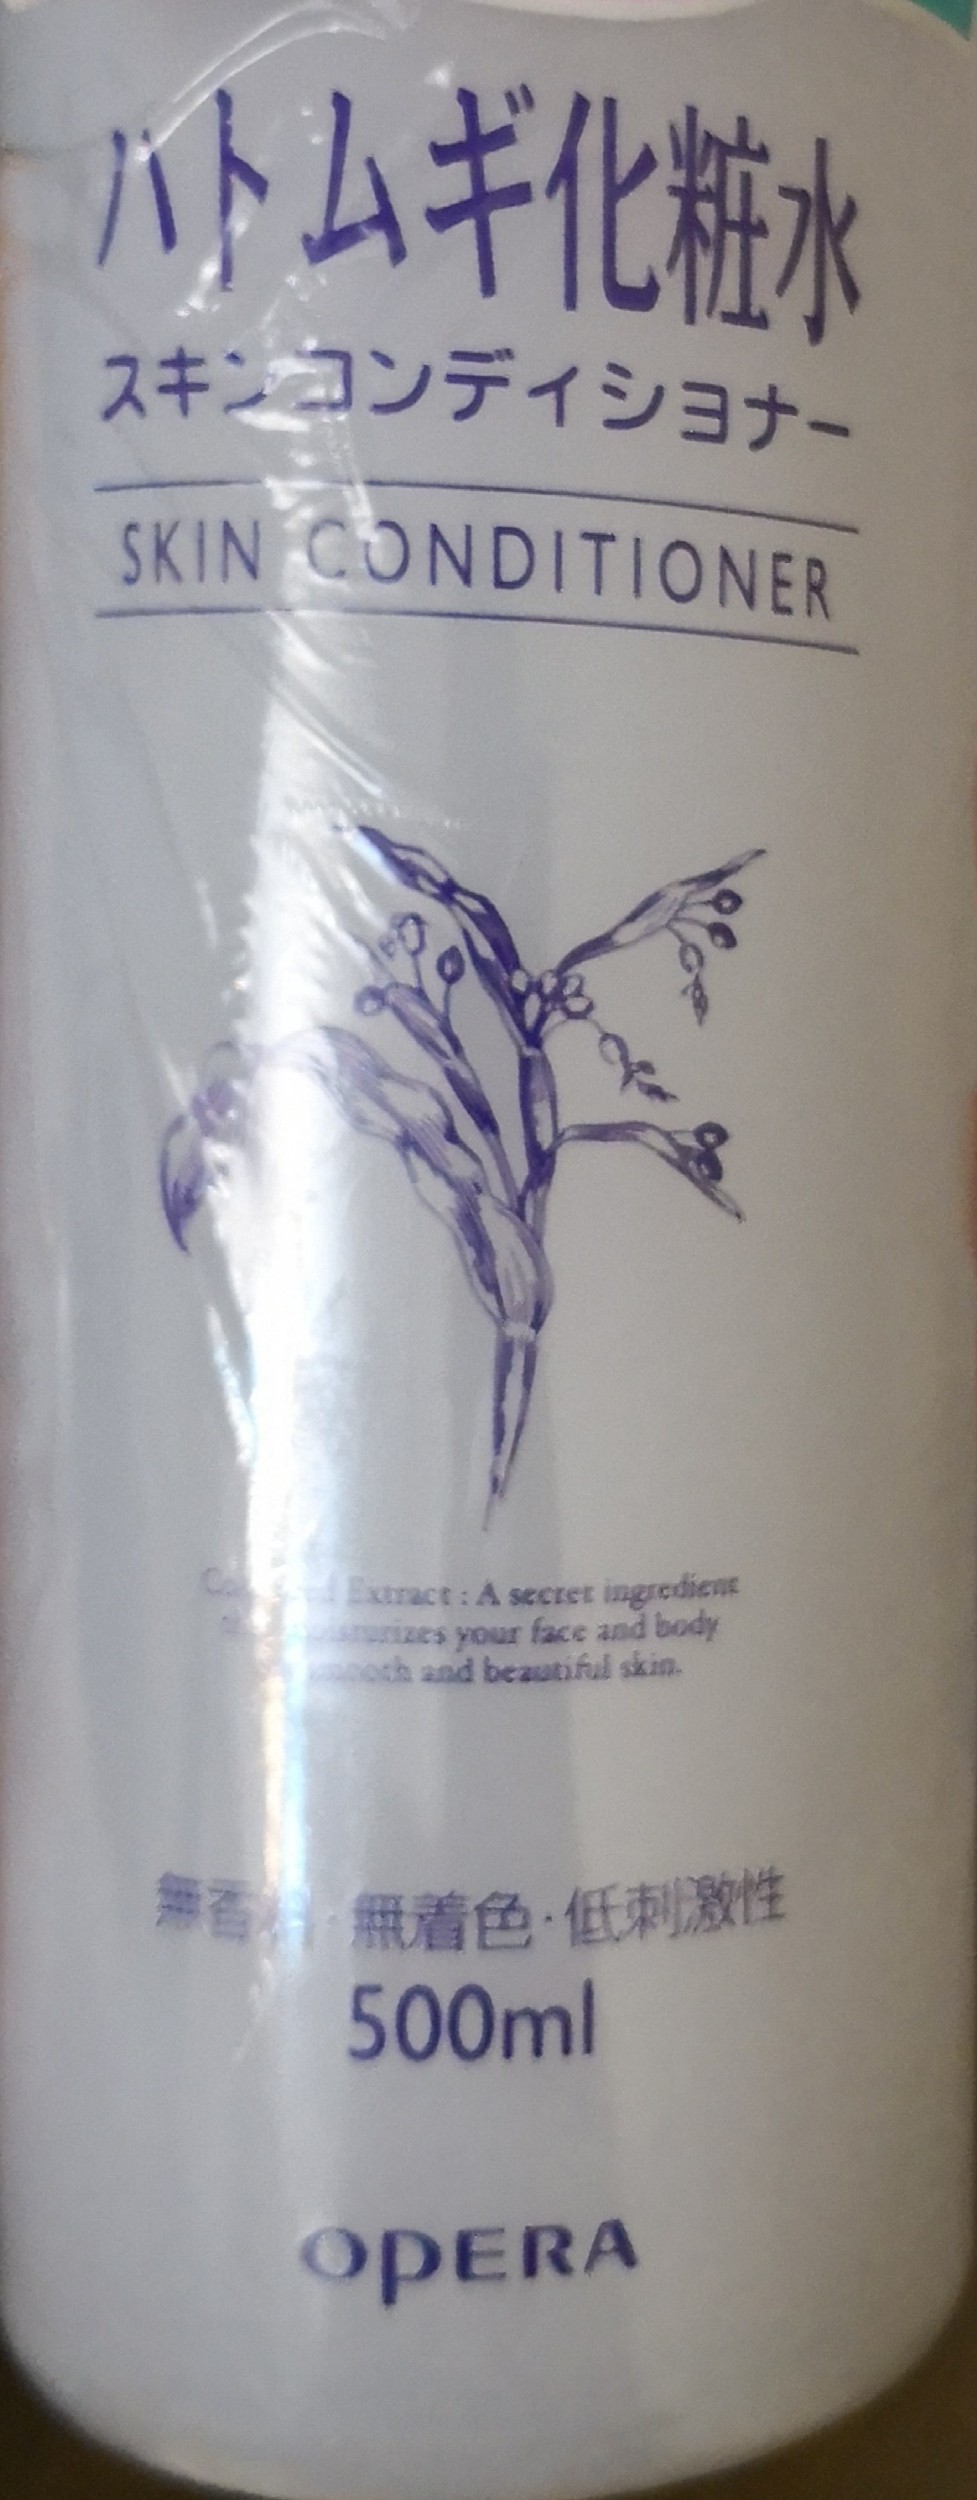 ハトムギ化粧水
スキンコンディショナー
SKIN CONDITIONER
Extract : A secret ingredient
moisturizes your face and body
smooth and beautiful skin.
無香料・無着色・低刺激性
500ml
OPERA